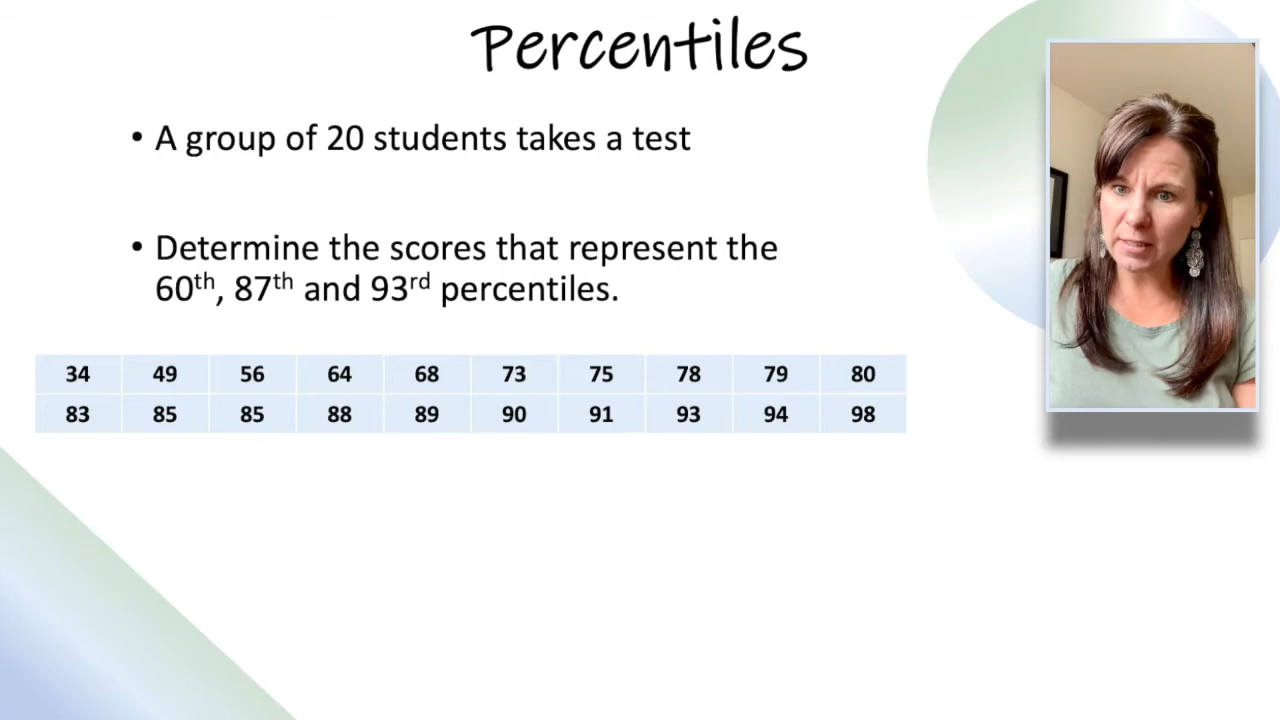 Percentiles
• A group of 20 students takes a test
• Determine the scores that represent the
60th, 87th and 93rd percentiles.
34 49 56 64 68 73 75 78 79 80
83 85 85 88 89 90 91 93 94 98